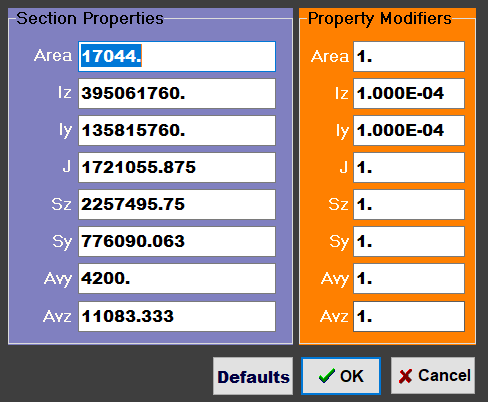 Section Properties Property Modifiers
Area 17044. Area 1.
Iz 395061760. Iz 1.000E-04
Iy 135815760. Iy 1.000E-04
J 1721055.875 J 1.
Sz 2257495.75 Sz 1.
Sy 776090.063 Sy 1.
Avy 4200. Avy 1.
Avz 11083.333 Avz 1.
Defaults OK Cancel